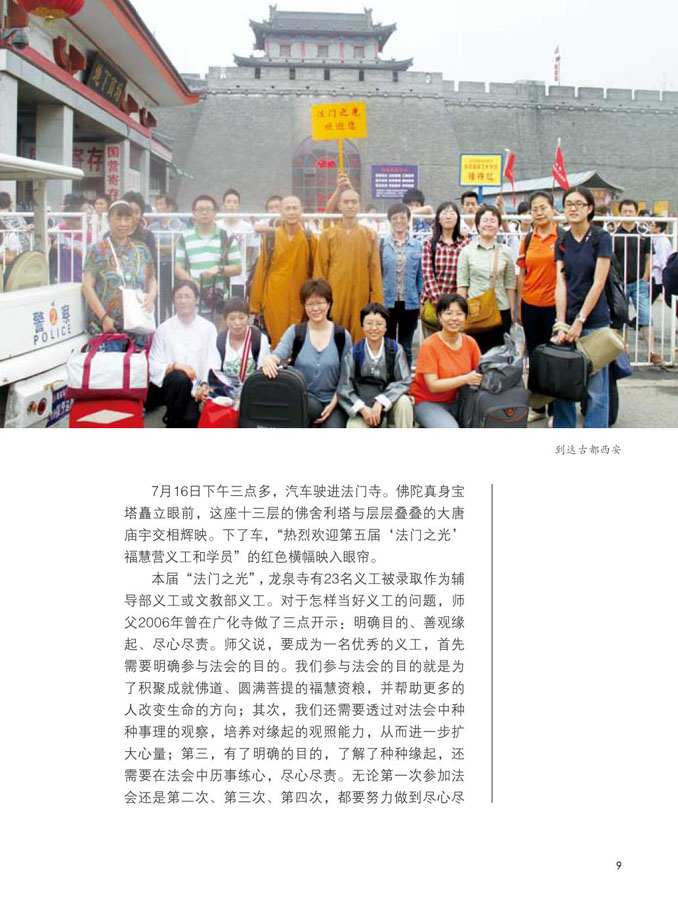 国营寄存
寄存
法门之光
欢迎您
接待站
警察
POLICE
到达古都西安
7月16日下午三点多，汽车驶进法门寺。佛陀真身宝
塔矗立眼前，这座十三层的佛舍利塔与层层叠叠的大唐
庙宇交相辉映。下了车，“热烈欢迎第五届‘法门之光’
福慧营义工和学员”的红色横幅映入眼帘。
本届“法门之光”，龙泉寺有23名义工被录取作为辅
导部义工或文教部义工。对于怎样当好义工的问题，师
父2006年曾在广化寺做了三点开示：明确目的、善观缘
起、尽心尽责。师父说，要成为一名优秀的义工，首先
需要明确参与法会的目的。我们参与法会的目的就是为
了积聚成就佛道、圆满菩提的福慧资粮，并帮助更多的
人改变生命的方向；其次，我们还需要透过对法会中种
种事理的观察，培养对缘起的观照能力，从而进一步扩
大心量；第三，有了明确的目的，了解了种种缘起，还
需要在法会中历事练心，尽心尽责。无论第一次参加法
会还是第二次、第三次、第四次，都要努力做到尽心尽
9